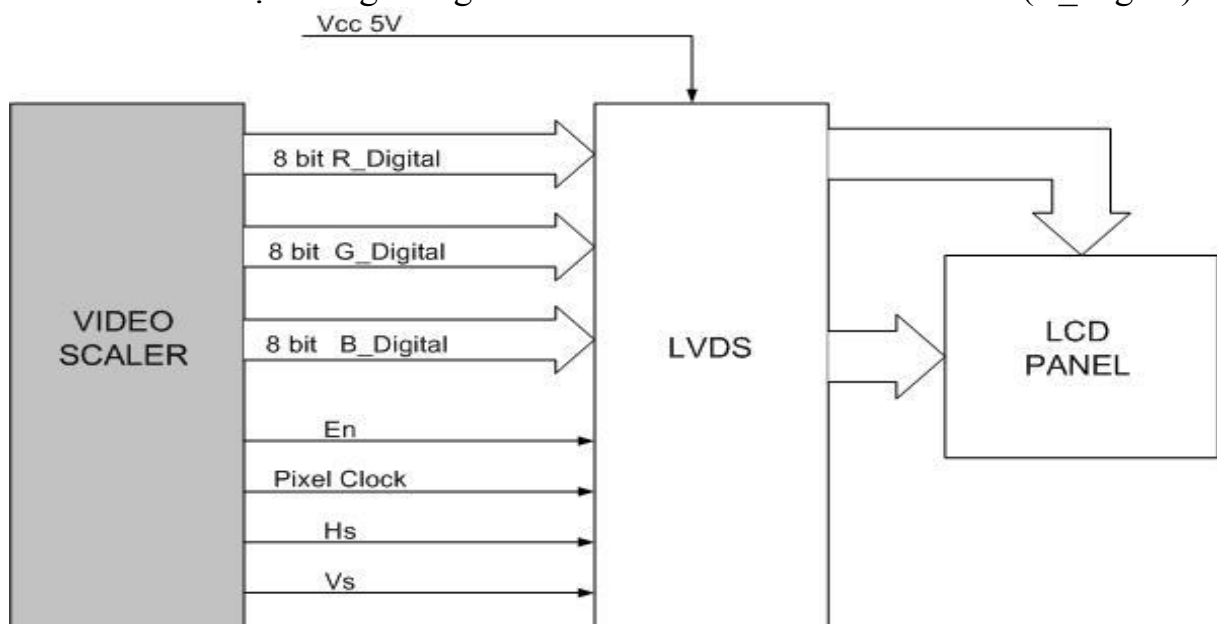 Vcc 5V
8 bit R_Digital
8 bit G_Digital
8 bit B_Digital
VIDEO
SCALER
LVDS
LCD
PANEL
En
Pixel Clock
Hs
Vs